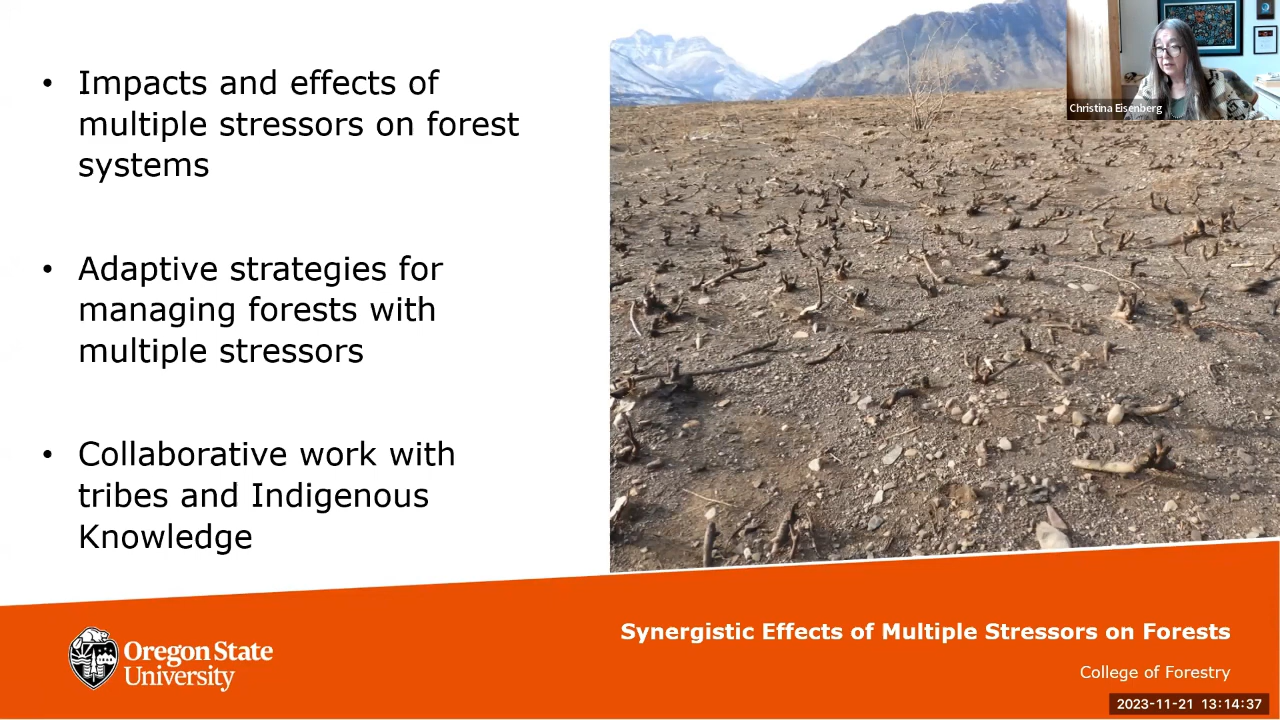 • Impacts and effects of
multiple stressors on forest
systems
• Adaptive strategies for
managing forests with
multiple stressors
• Collaborative work with
tribes and Indigenous
Knowledge
Christina Eisenberg
Oregon State
University
Synergistic Effects of Multiple Stressors on Forests
College of Forestry
2023-11-21 13:14:37